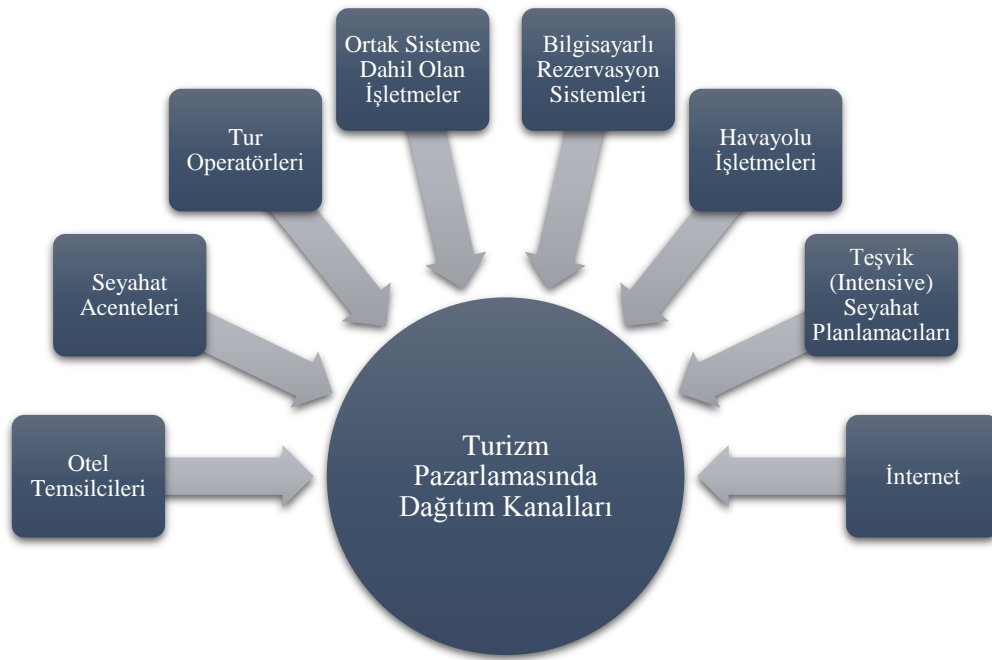 Ortak Sisteme
Dahil Olan
İşletmeler
Bilgisayarlı
Rezervasyon
Sistemleri
Tur
Operatörleri
Havayolu
İşletmeleri
Seyahat
Acenteleri
Teşvik
(Intensive)
Seyahat
Planlamacıları
Otel
Temsilcileri
Turizm
Pazarlamasında
Dağıtım Kanalları
İnternet